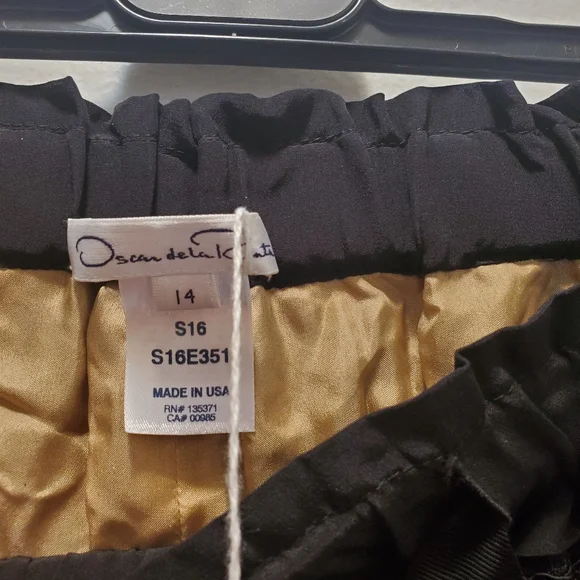 Oscar de la Renta
14
S16
S16E351
MADE IN USA
RN# 135371
CA# 00985